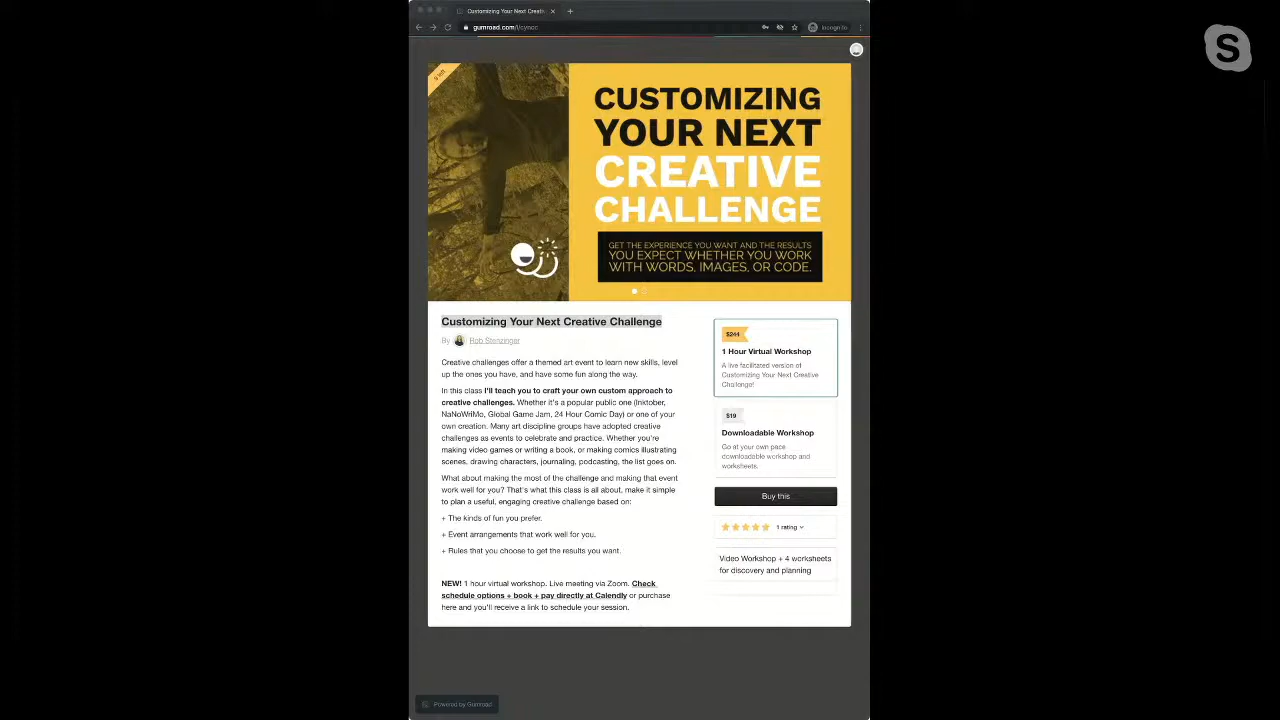 Customizing Your Next Creativ
gumroad.com/l/cynoc
Incognito
CUSTOMIZING
YOUR NEXT
CREATIVE
CHALLENGE
GET THE EXPERIENCE YOU WANT AND THE RESULTS
YOU EXPECT WHETHER YOU WORK
WITH WORDS, IMAGES, OR CODE.
Customizing Your Next Creative Challenge
By Rob Stenzinger
Creative challenges offer a themed art event to learn new skills, level
up the ones you have, and have some fun along the way.
In this class I'll teach you to craft your own custom approach to
creative challenges. Whether it's a popular public one (Inktober,
NaNoWriMo, Global Game Jam, 24 Hour Comic Day) or one of your
own creation. Many art discipline groups have adopted creative
challenges as events to celebrate and practice. Whether you're
making video games or writing a book, or making comics illustrating
scenes, drawing characters, journaling, podcasting, the list goes on.
What about making the most of the challenge and making that event
work well for you? That's what this class is all about, make it simple
to plan a useful, engaging creative challenge based on:
+ The kinds of fun you prefer.
+ Event arrangements that work well for you.
+ Rules that you choose to get the results you want.
NEW! 1 hour virtual workshop. Live meeting via Zoom. Check
schedule options + book + pay directly at Calendly or purchase
here and you'll receive a link to schedule your session.
$244
1 Hour Virtual Workshop
A live facilitated version of
Customizing Your Next Creative
Challenge!
$19
Downloadable Workshop
Go at your own pace
downloadable workshop and
worksheets.
Buy this
1 rating
Video Workshop + 4 worksheets
for discovery and planning
Powered by Gumroad
S